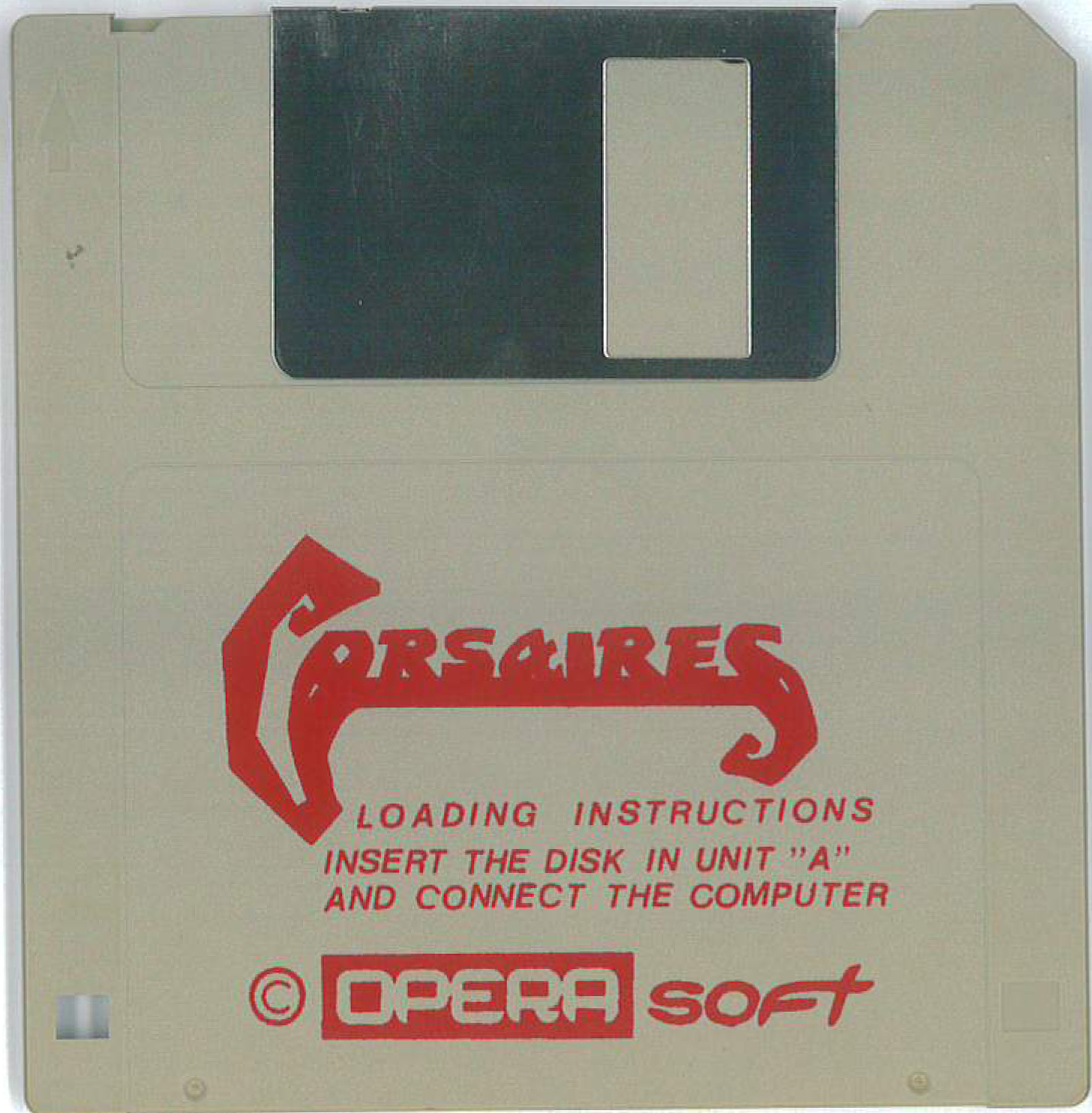 CORSAIRES
LOADING INSTRUCTIONS
INSERT THE DISK IN UNIT "A"
AND CONNECT THE COMPUTER
© OPERA SOFT